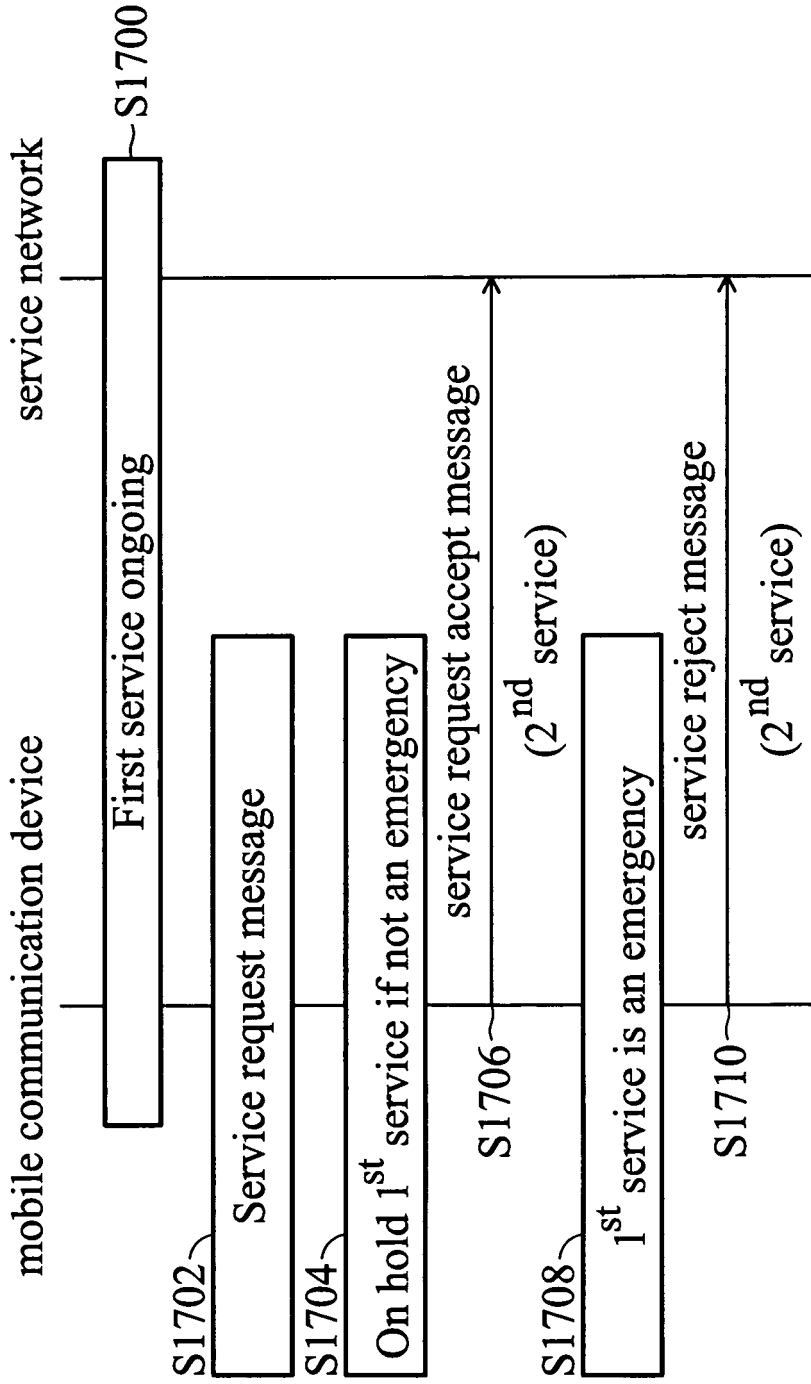 mobile communication device
service network
First service ongoing
S1700
S1702
Service request message
S1704
On hold 1st service if not an emergency
service request accept message
(2nd service)
S1706
S1708
1st service is an emergency
service reject message
(2nd service)
S1710